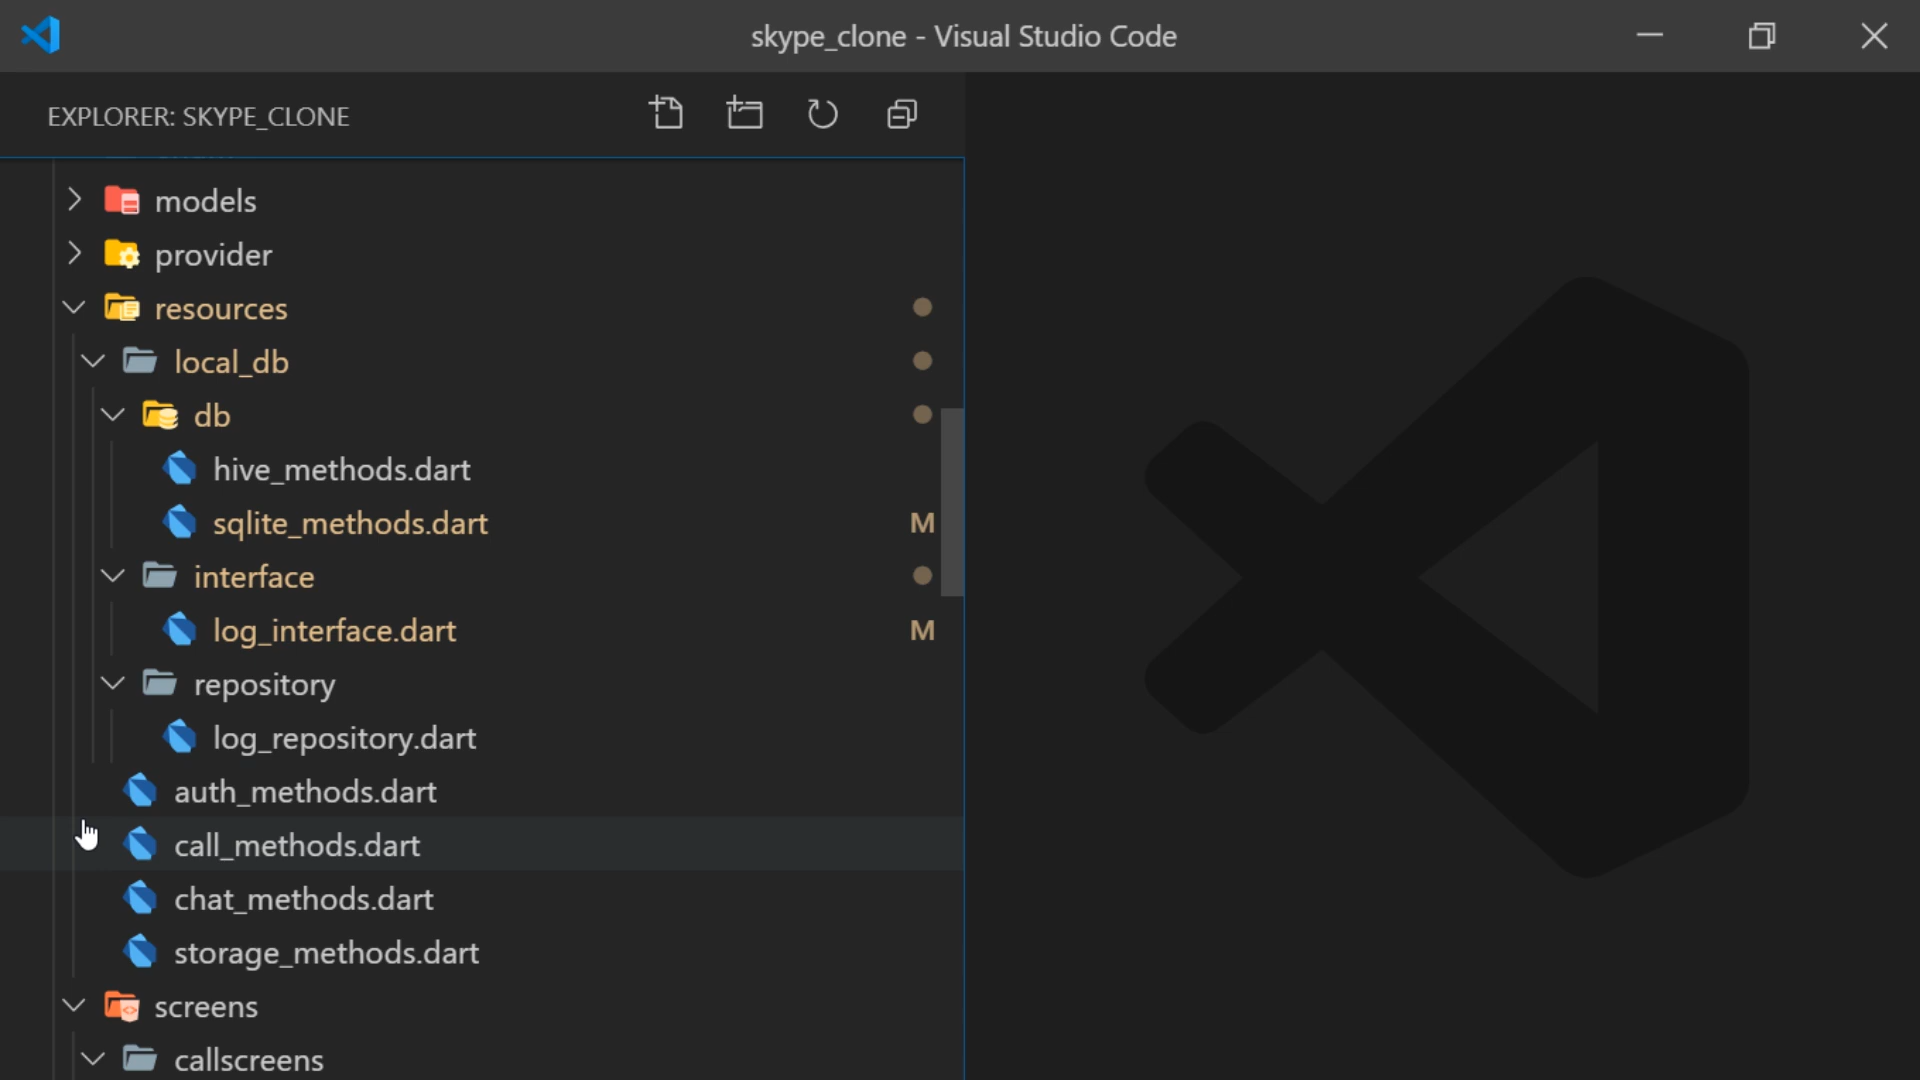 skype_clone - Visual Studio Code
EXPLORER: SKYPE_CLONE
models
provider
resources
local_db
db
hive_methods.dart
sqlite_methods.dart M
interface
log_interface.dart M
repository
log_repository.dart
auth_methods.dart
call_methods.dart
chat_methods.dart
storage_methods.dart
screens
callscreens